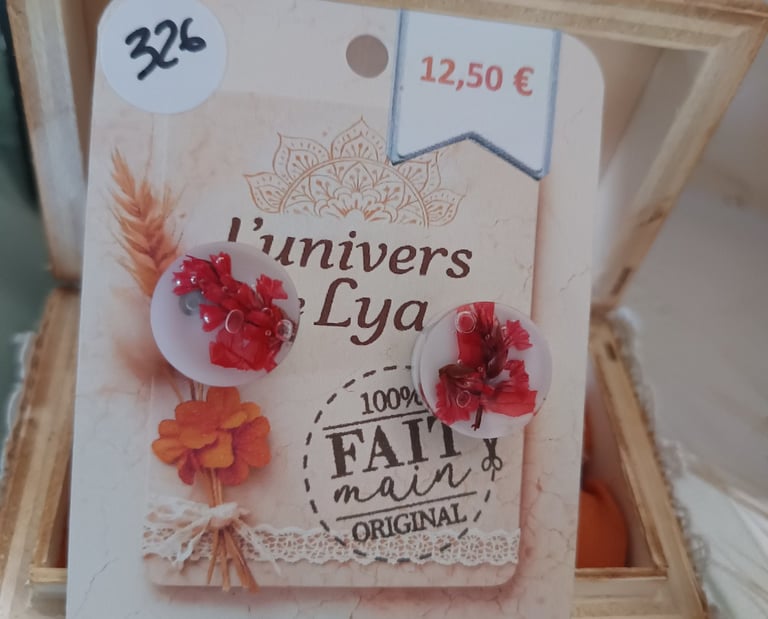 326
12,50 €
L'univers
e Lya
100%
FAIT
main
ORIGINAL